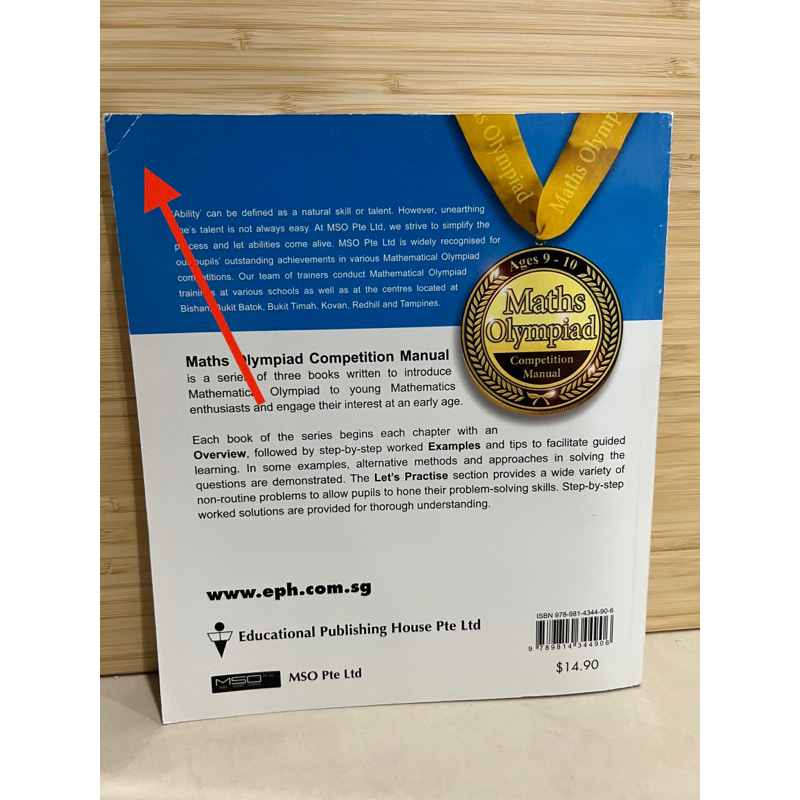 Maths Olympiad
Maths Olymp
'Ability' can be defined as a natural skill or talent. However, unearthing
talent is not always easy. At MSO Pte Ltd, we strive to simplify the
and let abilities come alive. MSO Pte Ltd is widely recognised for
pupils' outstanding achievements in various Mathematical Olympiad
Our team of trainers conduct Mathematical Olympiad
at various schools as well as at the centres located at
Bishan, Bukit Batok, Bukit Timah, Kovan, Redhill and Tampines.
Ages 9 - 10
Maths
Olympiad
Competition
Manual
Maths Olympiad Competition Manual
is a series of three books written to introduce
Mathematical Olympiad to young Mathematics
enthusiasts and engage their interest at an early age.
Each book of the series begins each chapter with an
Overview, followed by step-by-step worked Examples and tips to facilitate guided
learning. In some examples, alternative methods and approaches in solving the
questions are demonstrated. The Let's Practise section provides a wide variety of
non-routine problems to allow pupils to hone their problem-solving skills. Step-by-step
worked solutions are provided for thorough understanding.
www.eph.com.sg
Educational Publishing House Pte Ltd
MSO
MSO Pte Ltd
ISBN 978-981-4344-90-6
9 789814 344906
$14.90